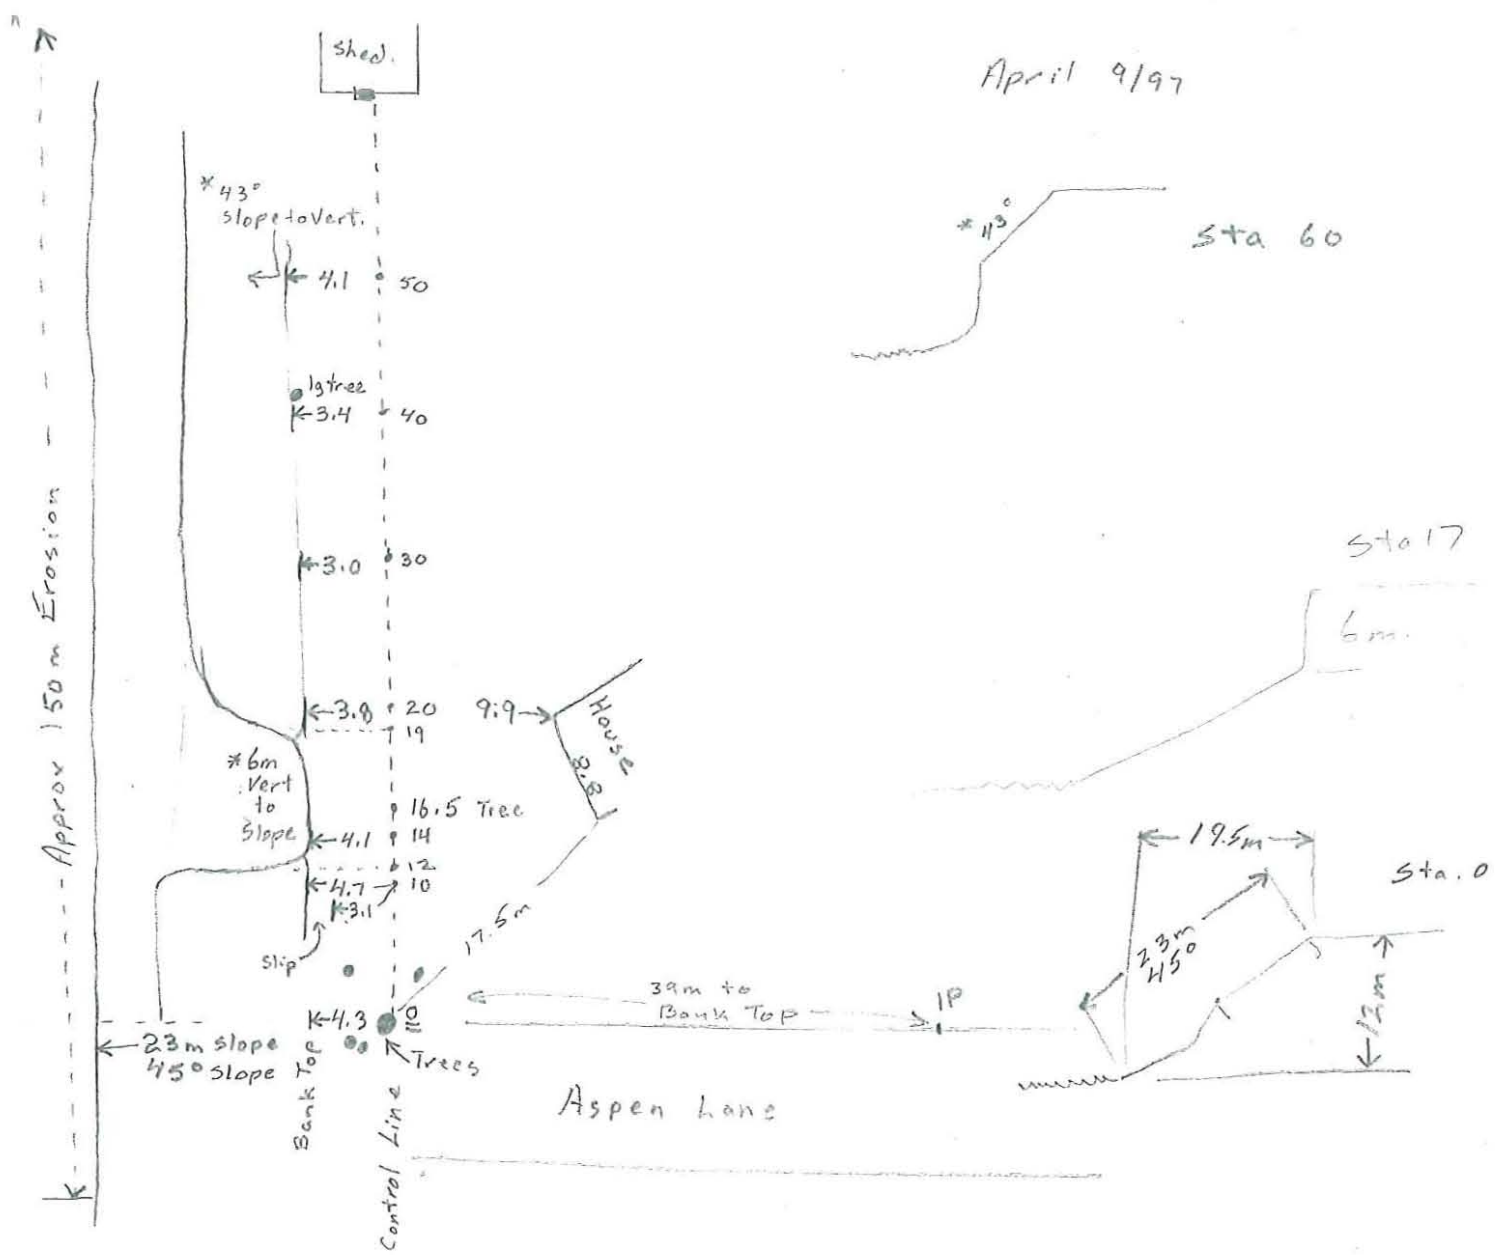 n
Shed.
April 9/97
*43°
Slope to Vert.
4.1
50
*43°
Sta 60
lg tree
3.4
40
3.0
30
Sta 17
6m.
3.8
20
19
9.9
House
8.8
*6m
Vert
to
Slope
16.5 Tree
4.1
14
12
4.7
10
3.1
Slip
17.5m
19.5m
Sta. 0
23m
45°
12m
39m to
Bank Top
IP
4.3
23m slope
45° slope
Trees
Bank Top
Control Line
Aspen Lane
Approx 150m Erosion